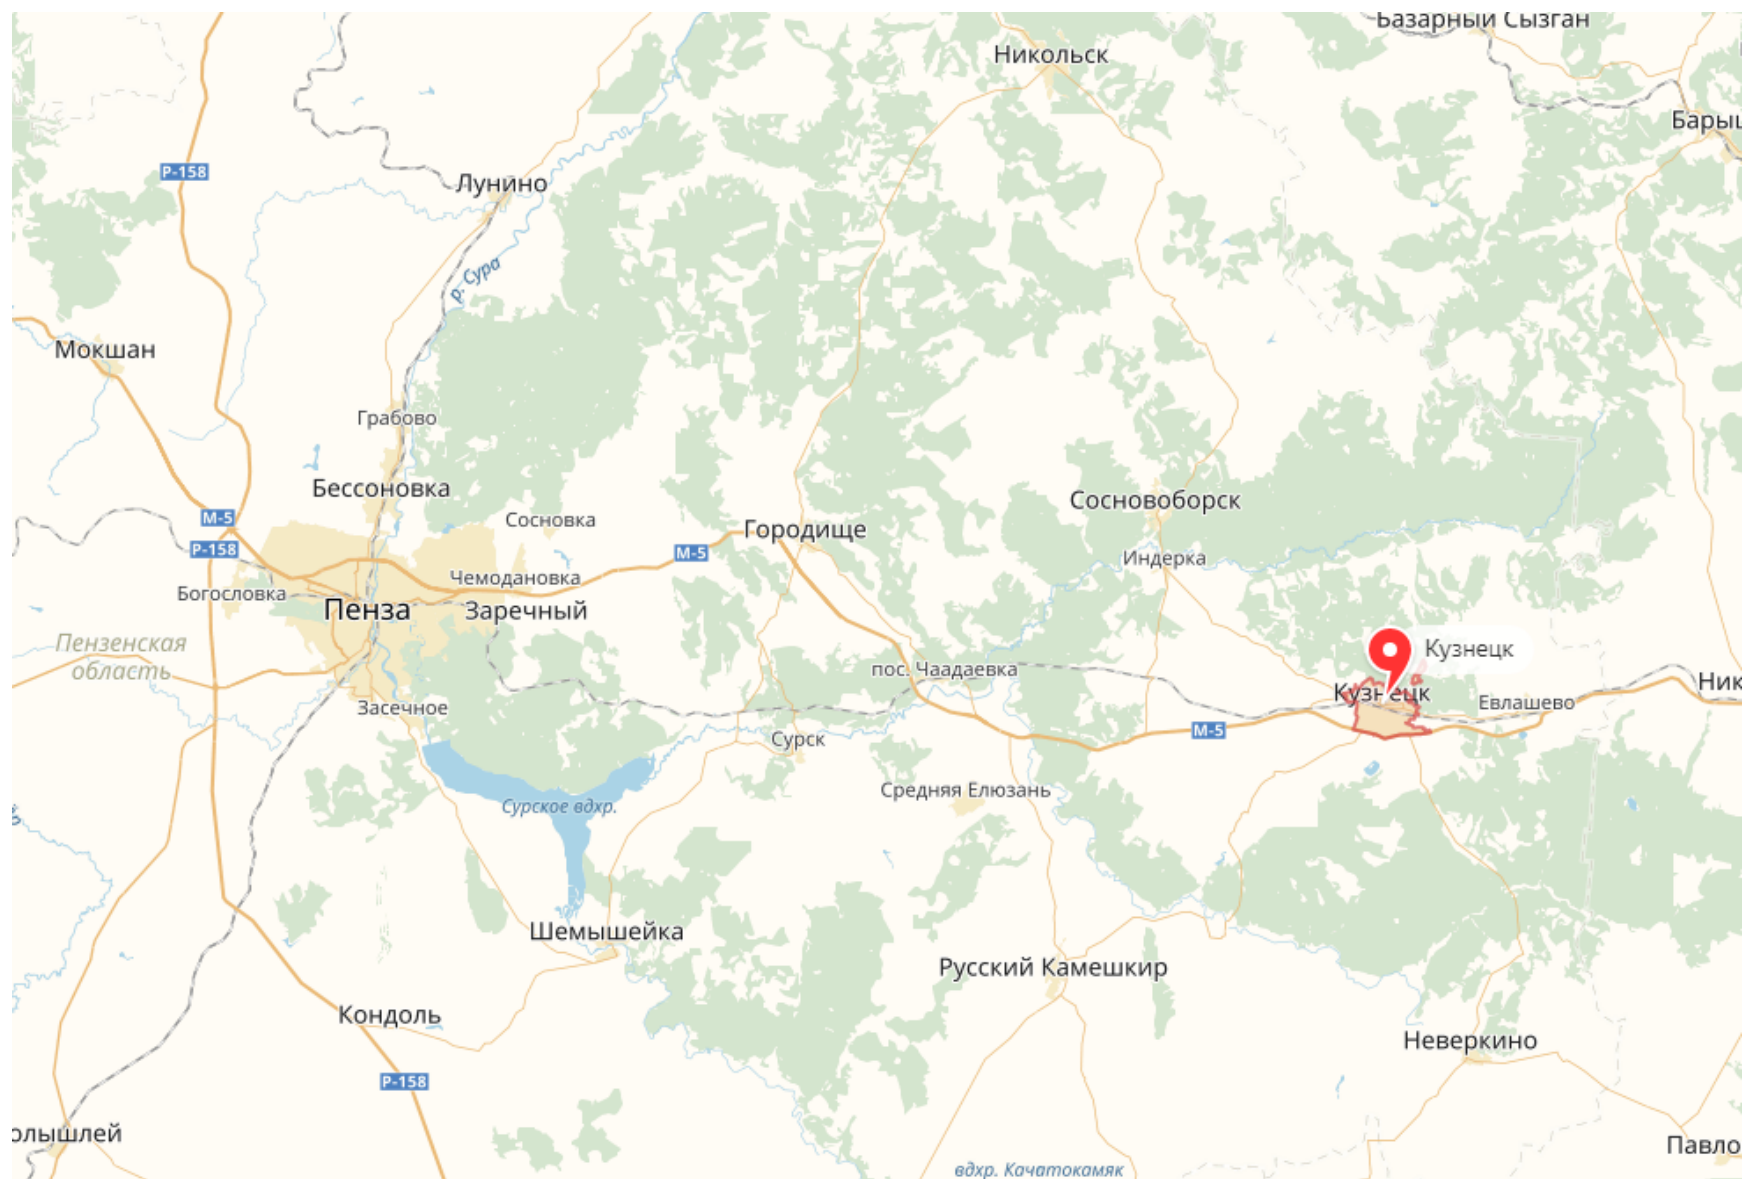 Базарный Сызган
Никольск
Барыш
Р-158
Лунино
р. Сура
Мокшан
Грабово
Бессоновка
Сосновоборск
М-5
Сосновка
Городище
Р-158
М-5
Индерка
Чемодановка
Богословка
Пенза
Заречный
Пензенская
область
Кузнецк
пос. Чаадаевка
Ник
Кузнецк
Евлашево
Засечное
М-5
Сурск
Средняя Елюзань
Сурское вдхр.
Шемышейка
Русский Камешкир
Кондоль
Неверкино
Р-158
олышлей
Павло
вдхр. Качатокамяк